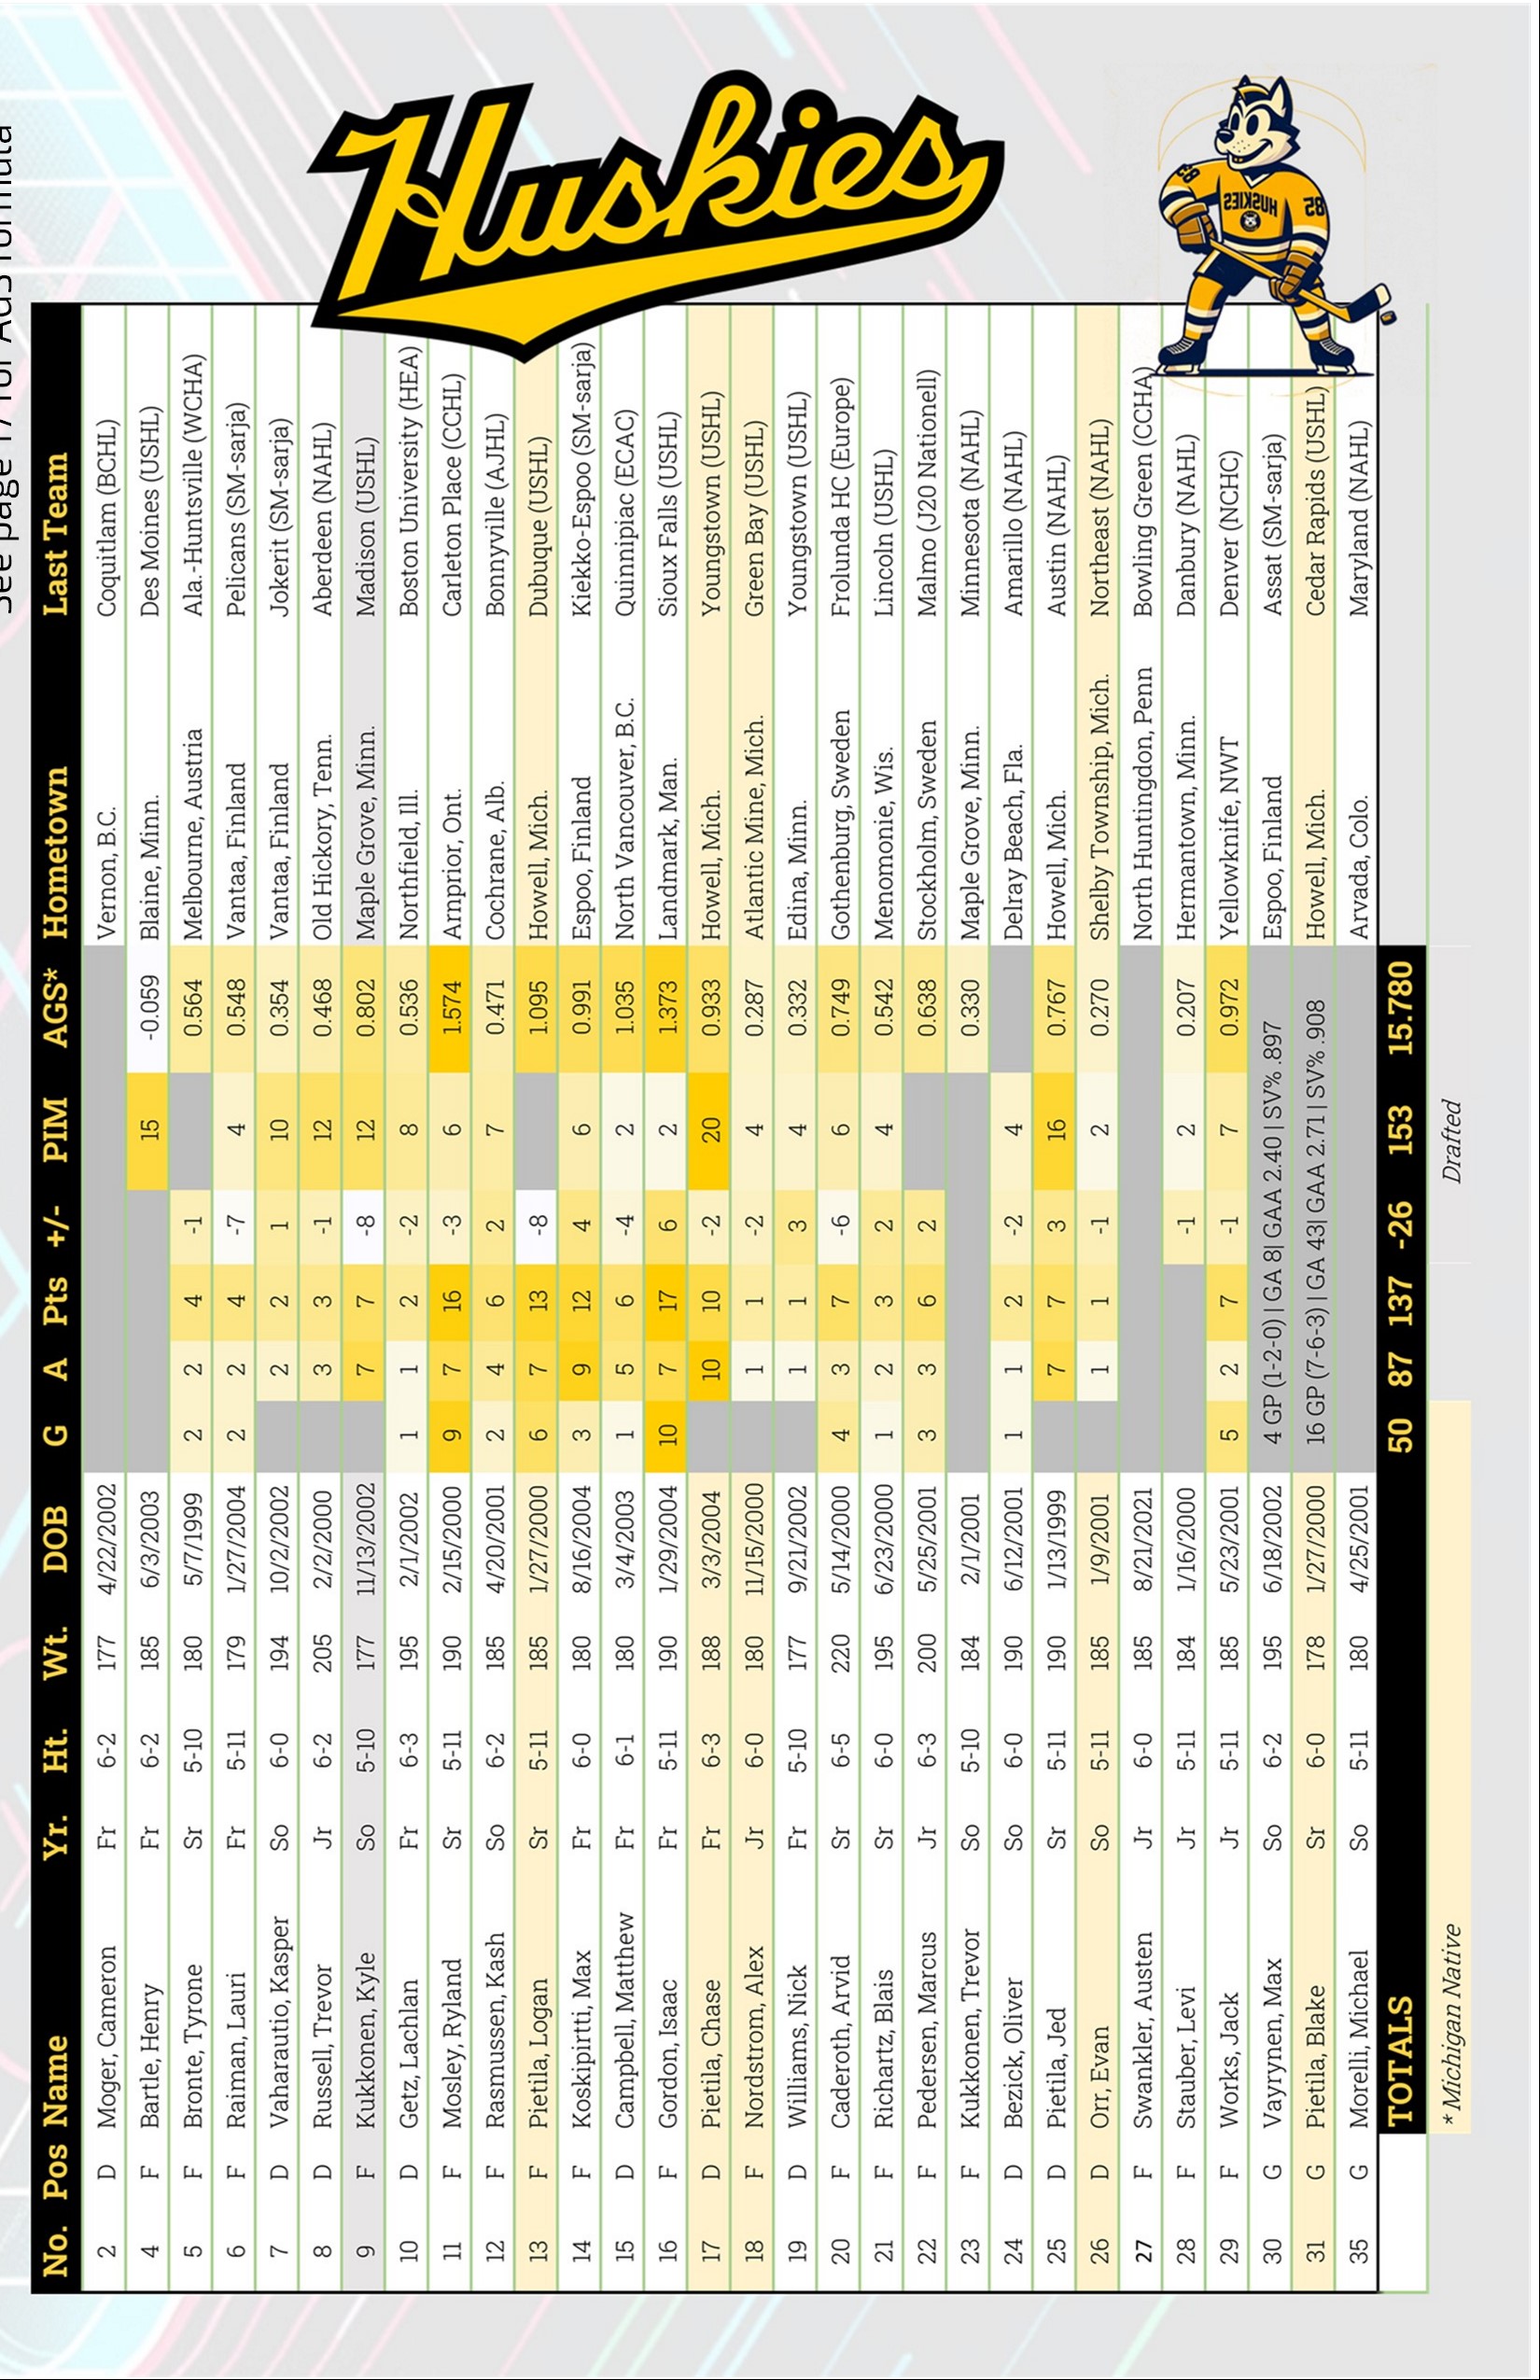 See page 17 for AGS formula
Huskies
HUSKIES
No. Pos Name Yr. Ht. Wt. DOB G A Pts +/- PIM AGS* Hometown Last Team
2 D Moger, Cameron Fr 6-2 177 4/22/2002 Vernon, B.C. Coquitlam (BCHL)
4 F Bartle, Henry Fr 6-2 185 6/3/2003 15 -0.059 Blaine, Minn. Des Moines (USHL)
5 F Bronte, Tyrone Sr 5-10 180 5/7/1999 2 2 4 -1 0.564 Melbourne, Austria Ala.-Huntsville (WCHA)
6 F Raiman, Lauri Fr 5-11 179 1/27/2004 2 2 4 -7 4 0.548 Vantaa, Finland Pelicans (SM-sarja)
7 D Vaharautio, Kasper So 6-0 194 10/2/2002 2 2 1 10 0.354 Vantaa, Finland Jokerit (SM-sarja)
8 D Russell, Trevor Jr 6-2 205 2/2/2000 3 3 -1 12 0.468 Old Hickory, Tenn. Aberdeen (NAHL)
9 F Kukkonen, Kyle So 5-10 177 11/13/2002 7 7 -8 12 0.802 Maple Grove, Minn. Madison (USHL)
10 D Getz, Lachlan Fr 6-3 195 2/1/2002 1 1 2 -2 8 0.536 Northfield, Ill. Boston University (HEA)
11 F Mosley, Ryland Sr 5-11 190 2/15/2000 9 7 16 -3 6 1.574 Arnprior, Ont. Carleton Place (CCHL)
12 F Rasmussen, Kash So 6-2 185 4/20/2001 2 4 6 2 7 0.471 Cochrane, Alb. Bonnyville (AJHL)
13 F Pietila, Logan Sr 5-11 185 1/27/2000 6 7 13 -8 1.095 Howell, Mich. Dubuque (USHL)
14 F Koskipirtti, Max Fr 6-0 180 8/16/2004 3 9 12 4 6 0.991 Espoo, Finland Kiekko-Espoo (SM-sarja)
15 D Campbell, Matthew Fr 6-1 180 3/4/2003 1 5 6 -4 2 1.035 North Vancouver, B.C. Quinnipiac (ECAC)
16 F Gordon, Isaac Fr 5-11 190 1/29/2004 10 7 17 6 2 1.373 Landmark, Man. Sioux Falls (USHL)
17 D Pietila, Chase Fr 6-3 188 3/3/2004 10 10 -2 20 0.933 Howell, Mich. Youngstown (USHL)
18 F Nordstrom, Alex Jr 6-0 180 11/15/2000 1 1 -2 4 0.287 Atlantic Mine, Mich. Green Bay (USHL)
19 D Williams, Nick Fr 5-10 177 9/21/2002 1 1 3 4 0.332 Edina, Minn. Youngstown (USHL)
20 F Caderoth, Arvid Sr 6-5 220 5/14/2000 4 3 7 -6 6 0.749 Gothenburg, Sweden Frolunda HC (Europe)
21 F Richartz, Blais Sr 6-0 195 6/23/2000 1 2 3 2 4 0.542 Menomonie, Wis. Lincoln (USHL)
22 F Pedersen, Marcus Jr 6-3 200 5/25/2001 3 3 6 2 0.638 Stockholm, Sweden Malmo (J20 Nationell)
23 F Kukkonen, Trevor So 5-10 184 2/1/2001 0.330 Maple Grove, Minn. Minnesota (NAHL)
24 D Bezick, Oliver So 6-0 190 6/12/2001 1 1 2 -2 4 Delray Beach, Fla. Amarillo (NAHL)
25 D Pietila, Jed Sr 5-11 190 1/13/1999 7 7 3 16 0.767 Howell, Mich. Austin (NAHL)
26 D Orr, Evan So 5-11 185 1/9/2001 1 1 -1 2 0.270 Shelby Township, Mich. Northeast (NAHL)
27 F Swankler, Austen Jr 6-0 185 8/21/2021 North Huntingdon, Penn Bowling Green (CCHA)
28 F Stauber, Levi Jr 5-11 184 1/16/2000 -1 2 0.207 Hermantown, Minn. Danbury (NAHL)
29 F Works, Jack Jr 5-11 185 5/23/2001 5 2 7 -1 7 0.972 Yellowknife, NWT Denver (NCHC)
30 G Vayrynen, Max So 6-2 195 6/18/2002 4 GP (1-2-0) | GA 8| GAA 2.40 | SV% .897 Espoo, Finland Assat (SM-sarja)
31 G Pietila, Blake Sr 6-0 178 1/27/2000 16 GP (7-6-3) | GA 43| GAA 2.71 | SV% .908 Howell, Mich. Cedar Rapids (USHL)
35 G Morelli, Michael So 5-11 180 4/25/2001 Arvada, Colo. Maryland (NAHL)
TOTALS 50 87 137 -26 153 15.780
* Michigan Native Drafted